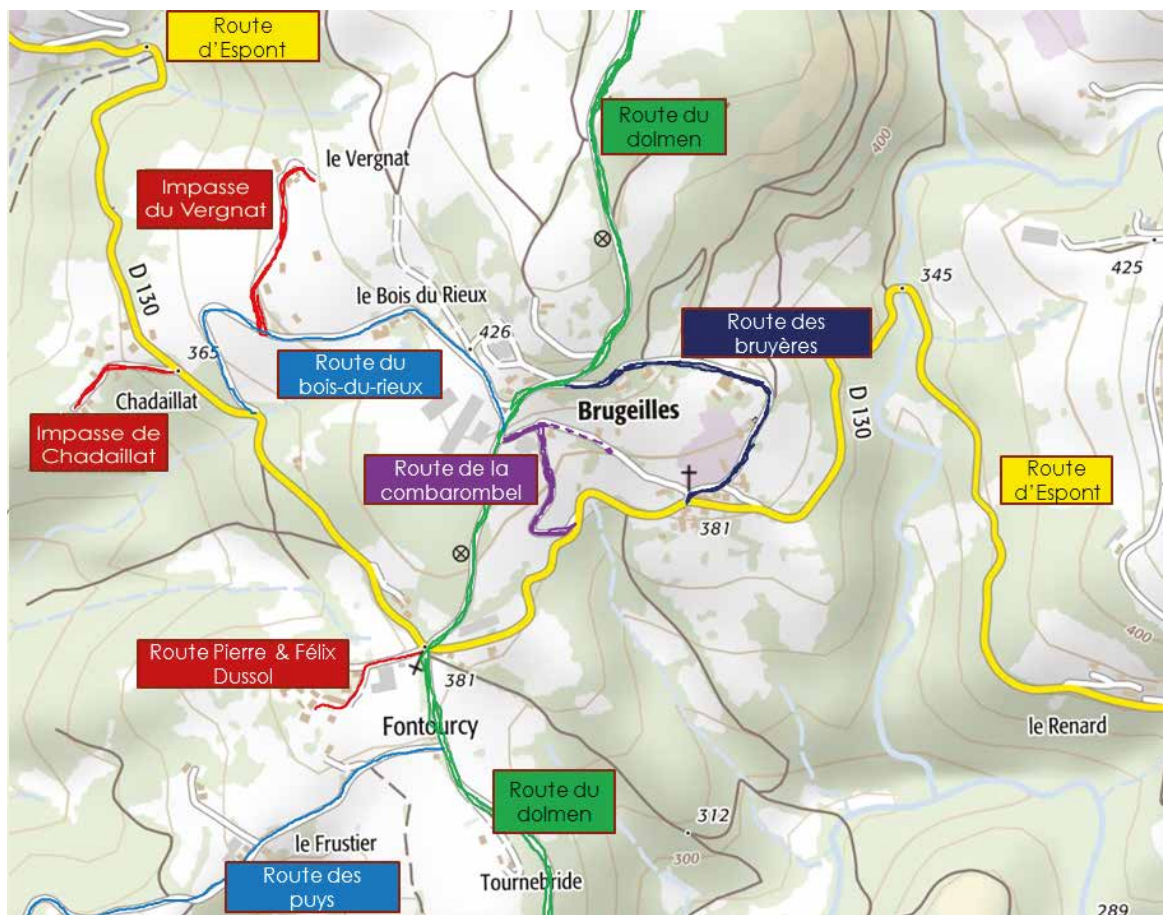 Route
d'Espont
Route du
dolmen
le Vergnat
Impasse
du Vergnat
400
D 130
345
425
le Bois du Rieux
Route des
bruyères
426
365
Route du
bois-du-rieux
Chadaillat
Brugeilles
D 130
Impasse de
Chadaillat
Route de la
combarombel
Route
d'Espont
381
Route Pierre & Félix
Dussol
381
400
Fontourcy
le Renard
Route du
dolmen
312
le Frustier
300
Route des
puys
Tournebride
289